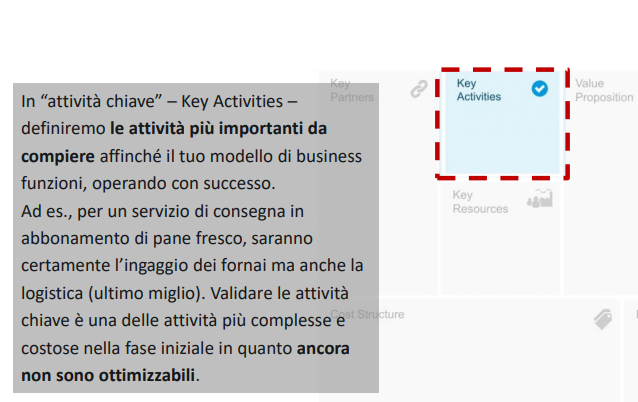 In “attività chiave” – Key Activities –
definiremo le attività più importanti da
compiere affinché il tuo modello di business
funzioni, operando con successo.
Ad es., per un servizio di consegna in
abbonamento di pane fresco, saranno
certamente l’ingaggio dei fornai ma anche la
logistica (ultimo miglio). Validare le attività
chiave è una delle attività più complesse e
costose nella fase iniziale in quanto ancora
non sono ottimizzabili.
Key
Partners
Key
Activities
Value
Proposition
Key
Resources
Cost Structure